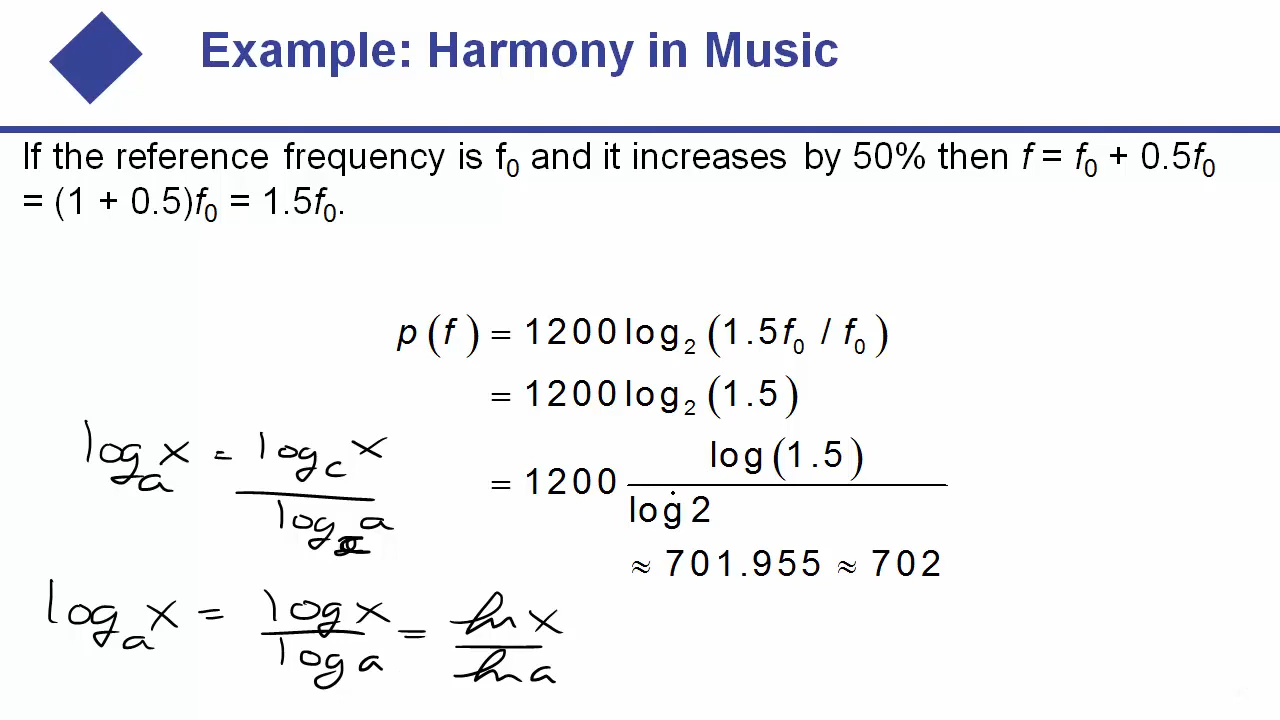 Example: Harmony in Music
If the reference frequency is f₀ and it increases by 50% then f = f₀ + 0.5f₀
= (1 + 0.5)f₀ = 1.5f₀.
p(f) = 1200 log₂ (1.5f₀ / f₀)
= 1200 log₂ (1.5)
= 1200 log(1.5) / log 2
≈ 701.955 ≈ 702
logₐ x = log_c x / log a
logₐ x = log x / log a = ln x / ln a